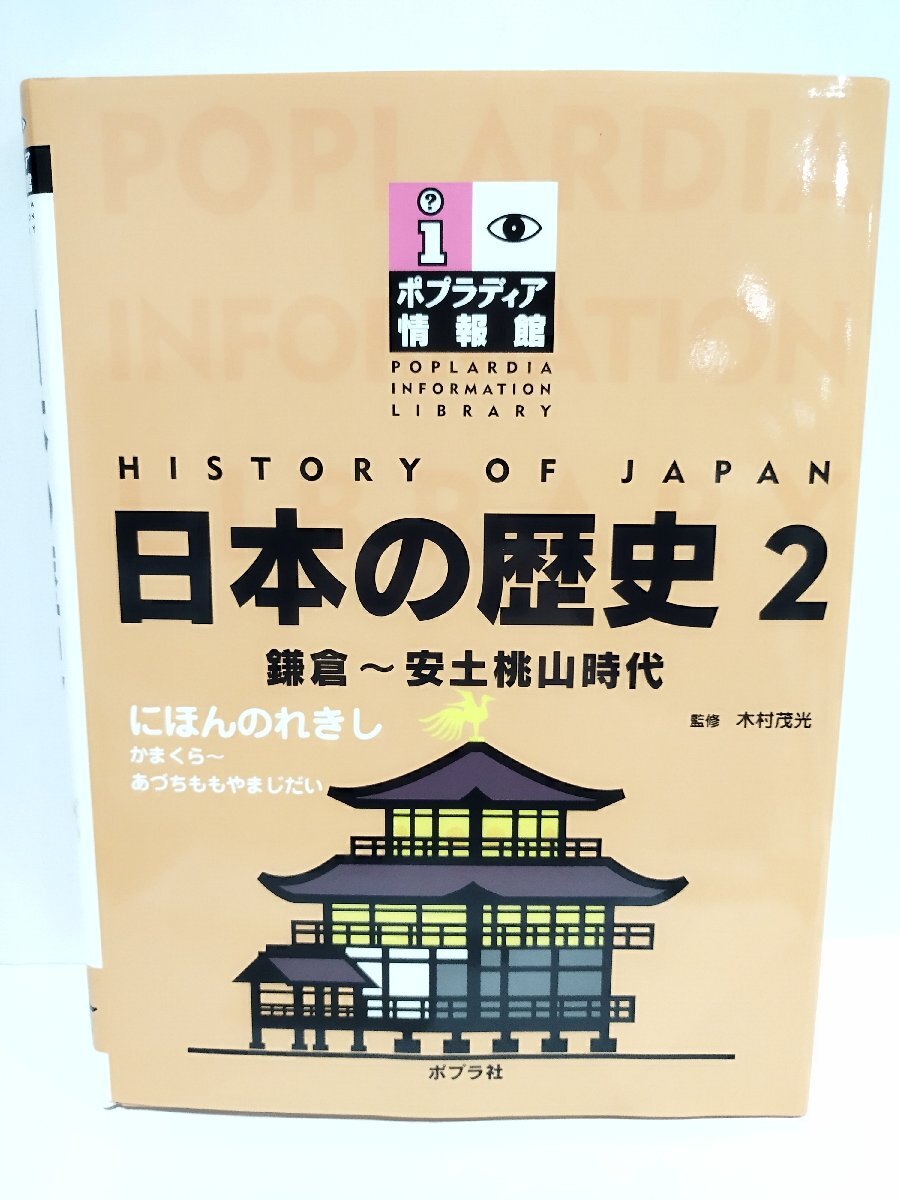 POPLARDIA
INFORMATION
LIBRARY
?
i
ポプラディア
情報館
POPLARDIA
INFORMATION
LIBRARY
HISTORY OF JAPAN
日本の歴史 2
鎌倉～安土桃山時代
にほんのれきし
かまくら～
あづちももやまじだい
監修 木村茂光
ポプラ社